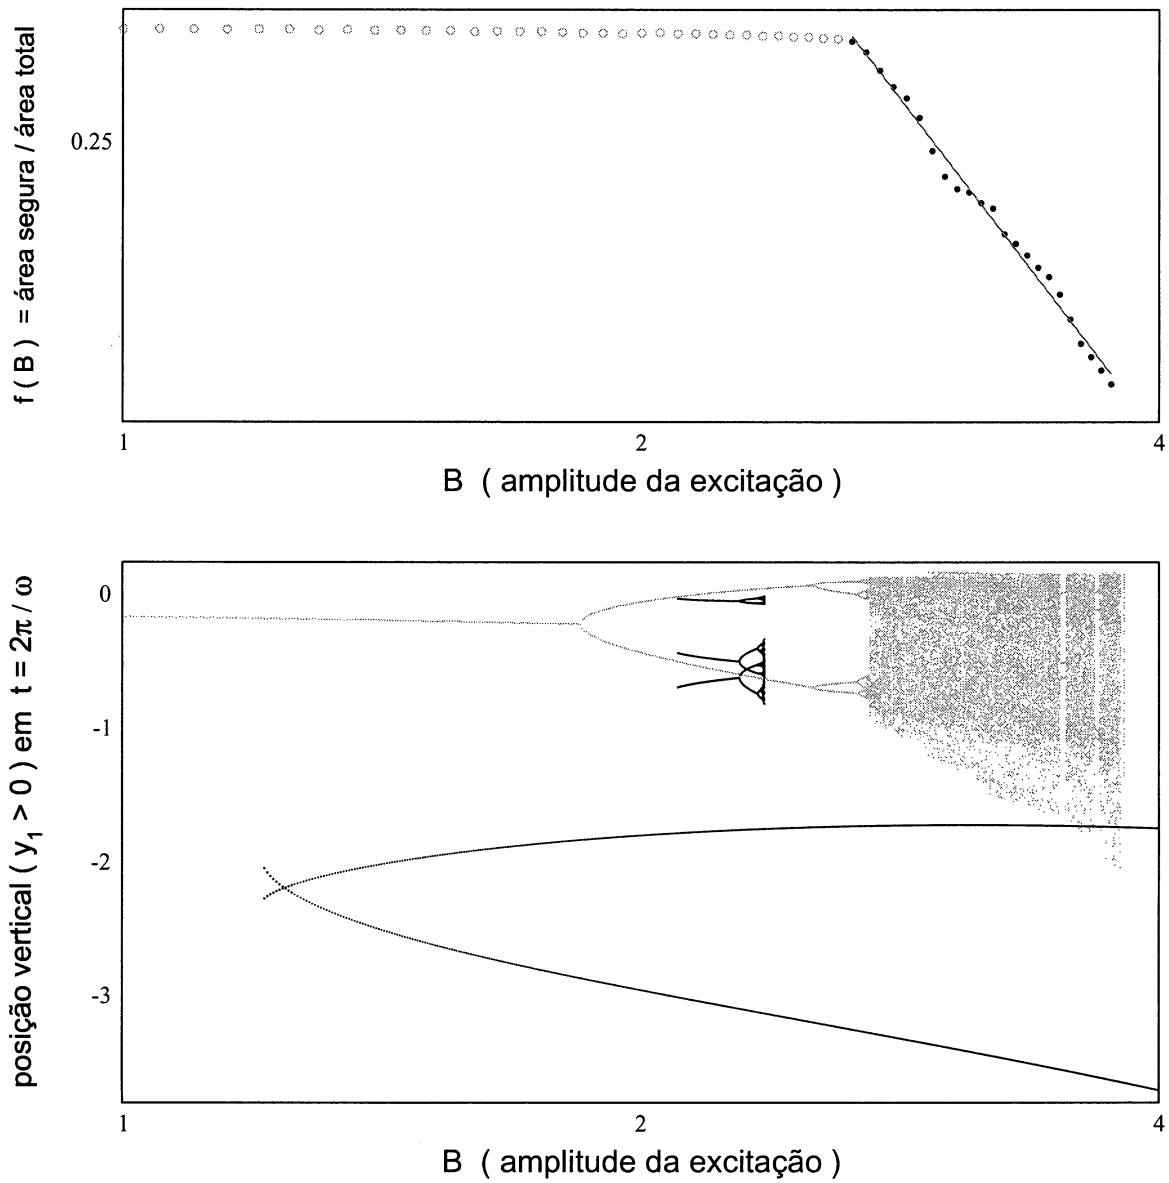 f ( B ) = área segura / área total
0.25
1
2
4
B ( amplitude da excitação )
posição vertical ( y₁ > 0 ) em t = 2π / ω
0
-1
-2
-3
1
2
4
B ( amplitude da excitação )